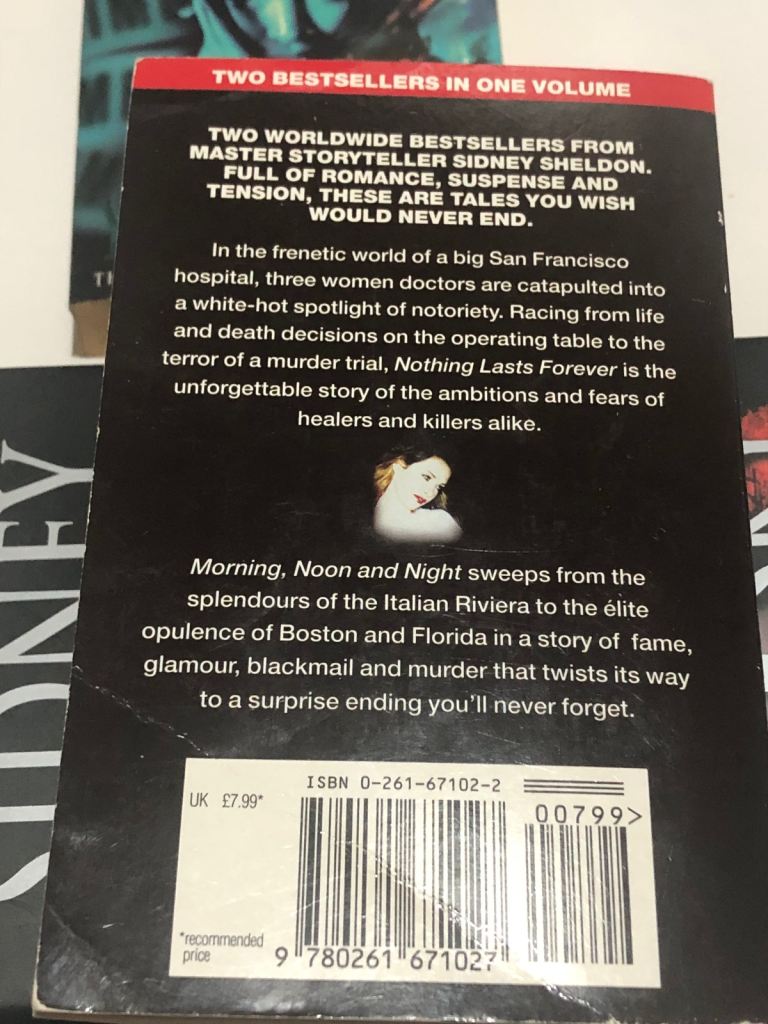 TWO BESTSELLERS IN ONE VOLUME
TWO WORLDWIDE BESTSELLERS FROM
MASTER STORYTELLER SIDNEY SHELDON.
FULL OF ROMANCE, SUSPENSE AND
TENSION, THESE ARE TALES YOU WISH
WOULD NEVER END.
In the frenetic world of a big San Francisco
hospital, three women doctors are catapulted into
a white-hot spotlight of notoriety. Racing from life
and death decisions on the operating table to the
terror of a murder trial, Nothing Lasts Forever is the
unforgettable story of the ambitions and fears of
healers and killers alike.
Morning, Noon and Night sweeps from the
splendours of the Italian Riviera to the élite
opulence of Boston and Florida in a story of fame,
glamour, blackmail and murder that twists its way
to a surprise ending you'll never forget.
ISBN 0-261-67102-2
UK £7.99*
00799>
*recommended
price
9 780261 671027
SIDNEY